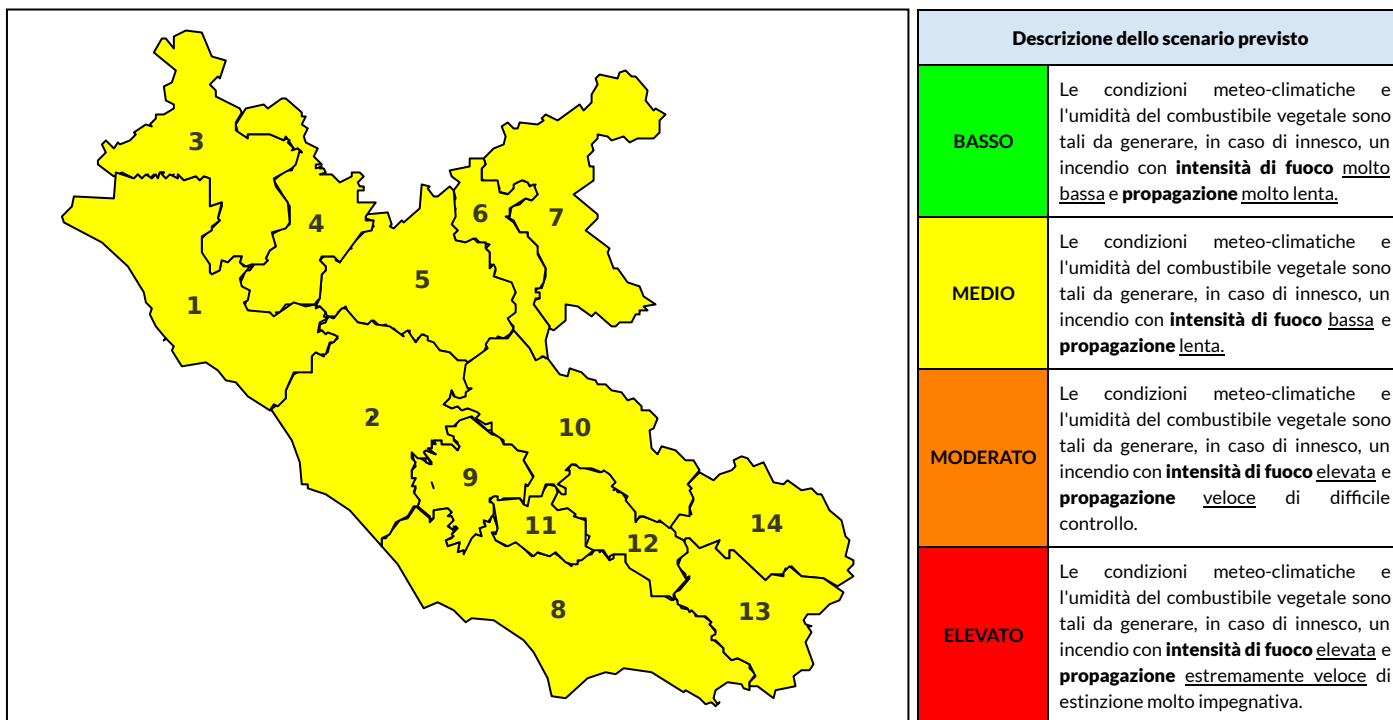 3
4
6
7
5
1
2
10
9
11
12
14
8
13
Descrizione dello scenario previsto
BASSO
Le condizioni meteo-climatiche e
l'umidità del combustibile vegetale sono
tali da generare, in caso di innesco, un
incendio con intensità di fuoco molto
bassa e propagazione molto lenta.
MEDIO
Le condizioni meteo-climatiche e
l'umidità del combustibile vegetale sono
tali da generare, in caso di innesco, un
incendio con intensità di fuoco bassa e
propagazione lenta.
MODERATO
Le condizioni meteo-climatiche e
l'umidità del combustibile vegetale sono
tali da generare, in caso di innesco, un
incendio con intensità di fuoco elevata e
propagazione veloce di difficile
controllo.
ELEVATO
Le condizioni meteo-climatiche e
l'umidità del combustibile vegetale sono
tali da generare, in caso di innesco, un
incendio con intensità di fuoco elevata e
propagazione estremamente veloce di
estinzione molto impegnativa.